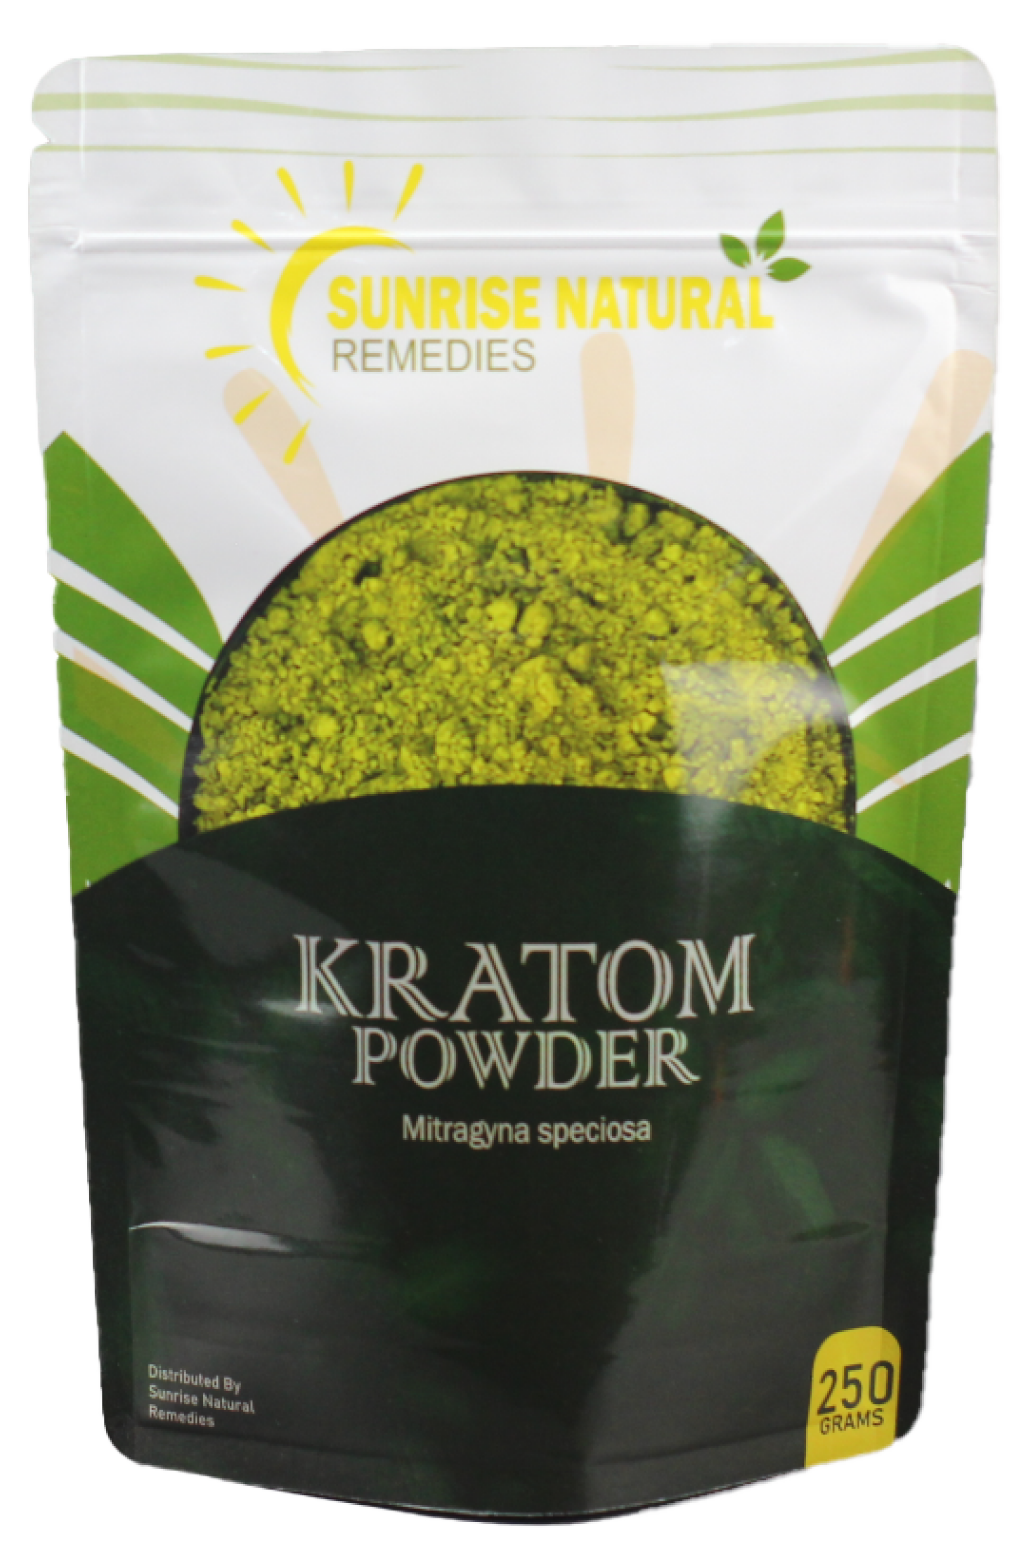 SUNRISE NATURAL
REMEDIES
KRATOM
POWDER
Mitragyna speciosa
Distributed By
Sunrise Natural
Remedies
250
GRAMS